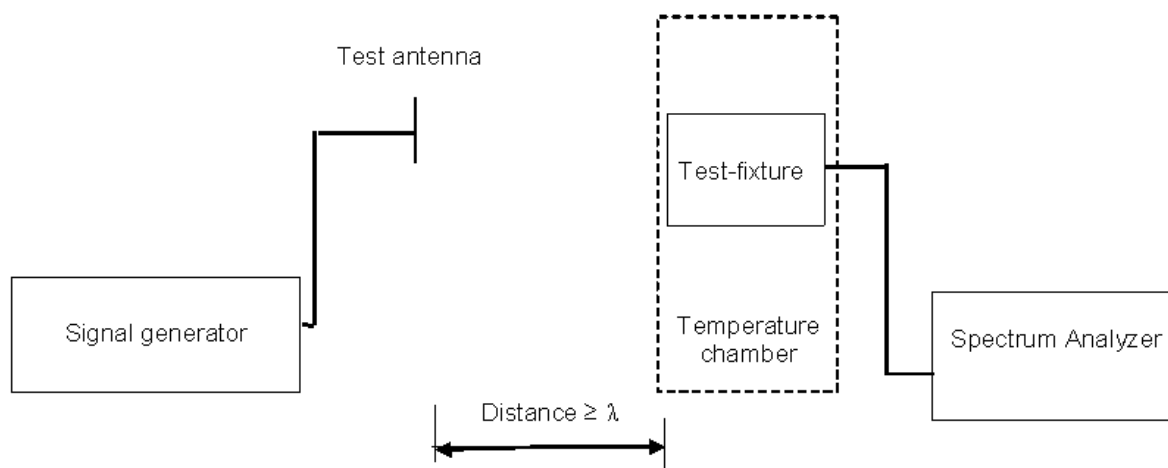 Test antenna
Test-fixture
Signal generator
Temperature
chamber
Spectrum Analyzer
Distance ≥ λ